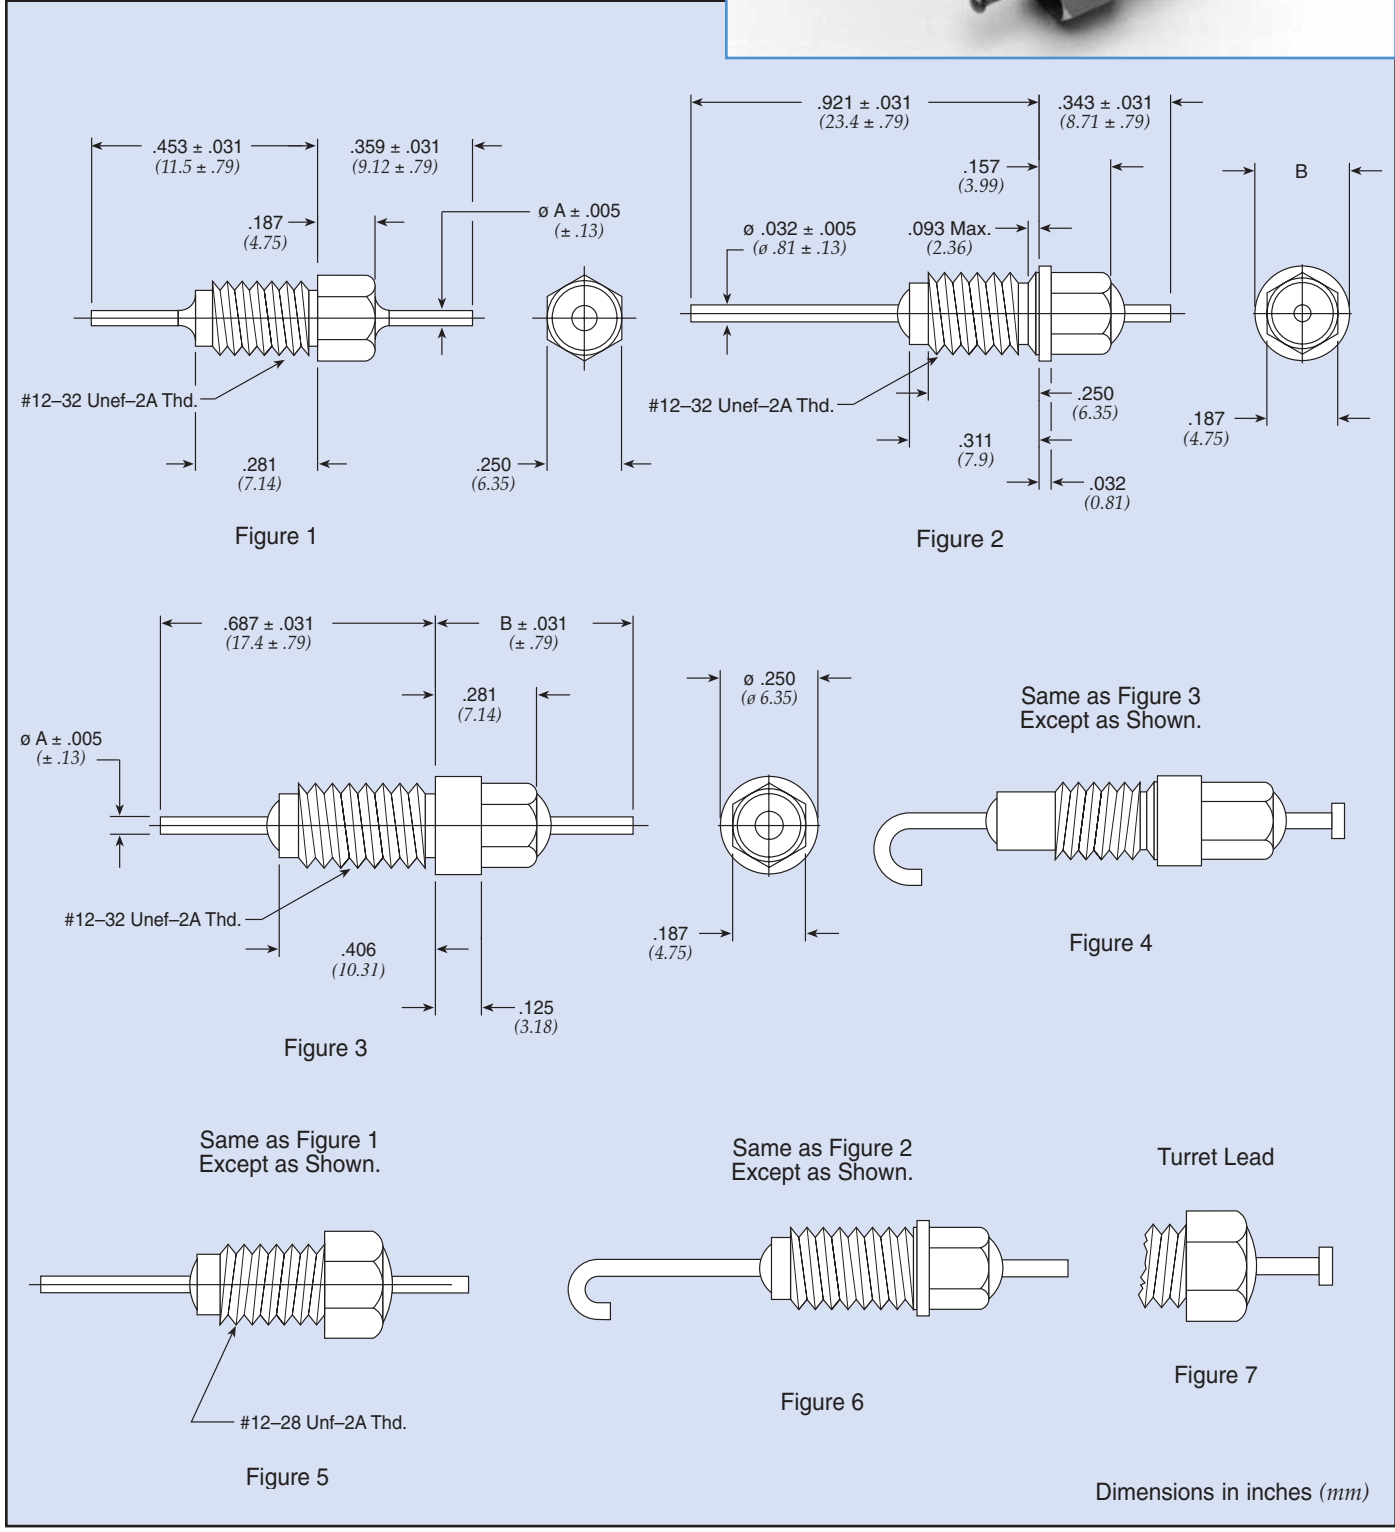 .453 ± .031
(11.5 ± .79)
.359 ± .031
(9.12 ± .79)
.187
(4.75)
ø A ± .005
(± .13)
#12–32 Unef–2A Thd.
.281
(7.14)
.250
(6.35)
Figure 1
.921 ± .031
(23.4 ± .79)
.343 ± .031
(8.71 ± .79)
.157
(3.99)
B
ø .032 ± .005
(ø .81 ± .13)
.093 Max.
(2.36)
#12–32 Unef–2A Thd.
.250
(6.35)
.311
(7.9)
.187
(4.75)
.032
(0.81)
Figure 2
.687 ± .031
(17.4 ± .79)
B ± .031
(± .79)
.281
(7.14)
ø A ± .005
(± .13)
ø .250
(ø 6.35)
#12–32 Unef–2A Thd.
.406
(10.31)
.187
(4.75)
.125
(3.18)
Figure 3
Same as Figure 3
Except as Shown.
Figure 4
Same as Figure 1
Except as Shown.
#12–28 Unf–2A Thd.
Figure 5
Same as Figure 2
Except as Shown.
Figure 6
Turret Lead
Figure 7
Dimensions in inches (mm)